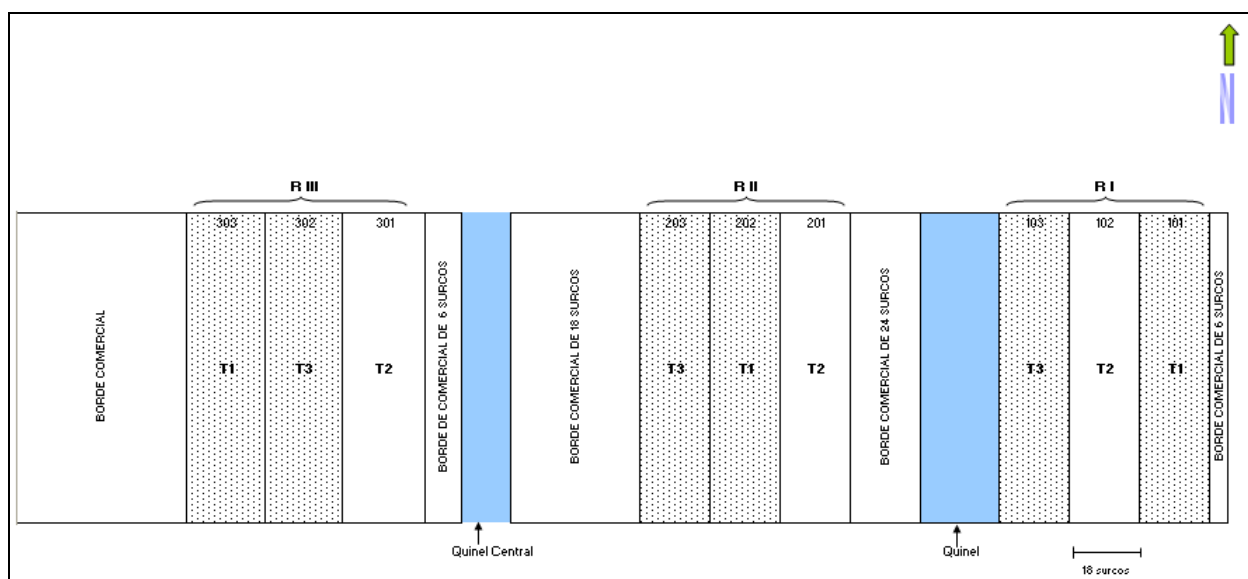 N
R III
R II
R I
303
302
301
203
202
201
103
102
101
BORDE COMERCIAL
T1
T3
T2
BORDE DE COMERCIAL DE 6 SURCOS
BORDE COMERCIAL DE 18 SURCOS
T3
T1
T2
BORDE COMERCIAL DE 24 SURCOS
T3
T2
T1
BORDE COMERCIAL DE 6 SURCOS
Quinel Central
Quinel
18 surcos